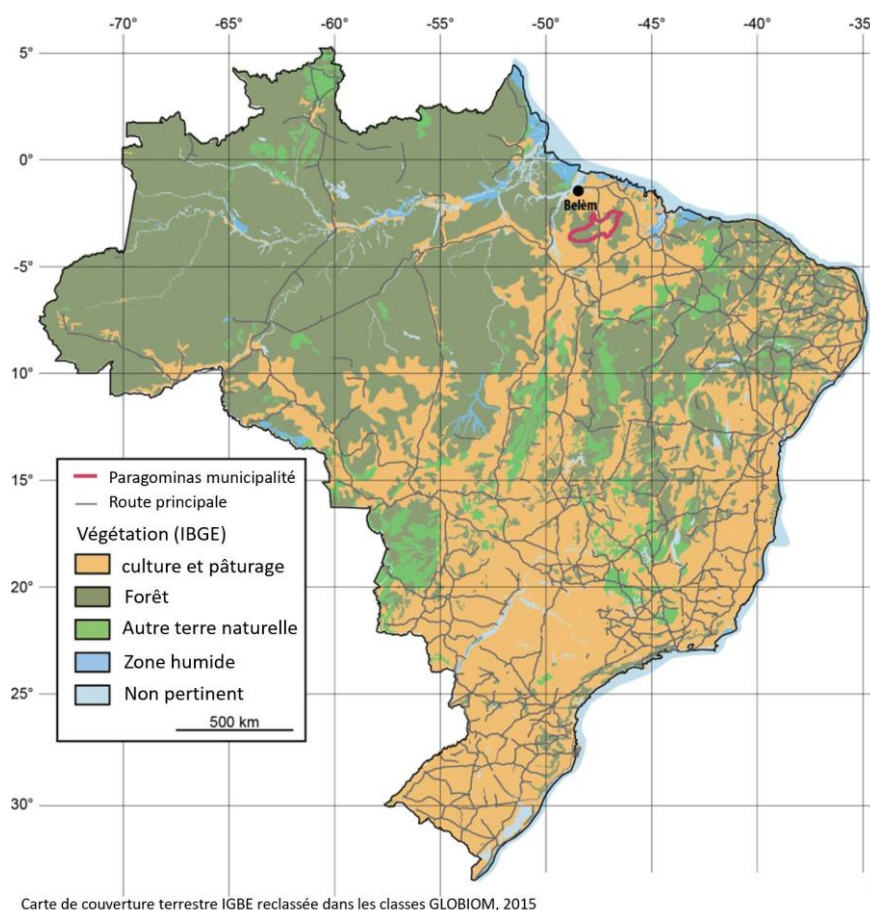 -70° -65° -60° -55° -50° -45° -40° -35°
5°
0°
Belèm
-5°
10°
15°
Paragominas municipalité
Route principale
Végétation (IBGE)
culture et pâturage
20°
Forêt
Autre terre naturelle
Zone humide
25°
Non pertinent
500 km
30°
Carte de couverture terrestre IGBE reclassée dans les classes GLOBIOM, 2015